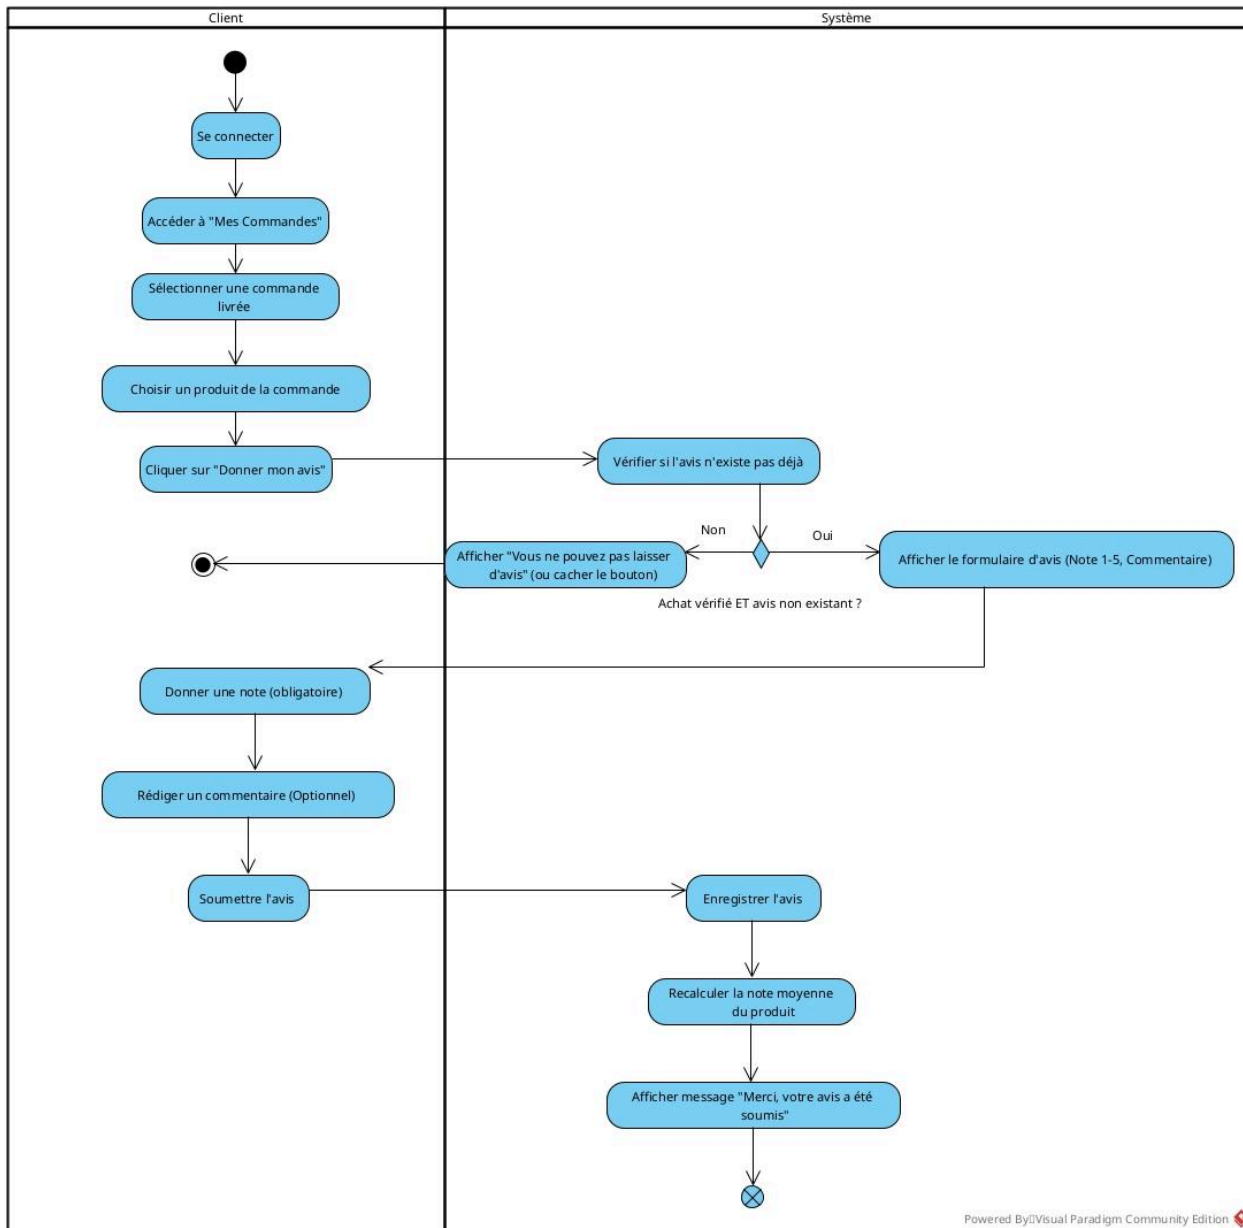 Client
Système
Se connecter
Accéder à "Mes Commandes"
Sélectionner une commande
livrée
Choisir un produit de la commande
Cliquer sur "Donner mon avis"
Vérifier si l'avis n'existe pas déjà
Non
Oui
Afficher "Vous ne pouvez pas laisser
d'avis" (ou cacher le bouton)
Afficher le formulaire d'avis (Note 1-5, Commentaire)
Achat vérifié ET avis non existant ?
Donner une note (obligatoire)
Rédiger un commentaire (Optionnel)
Soumettre l'avis
Enregistrer l'avis
Recalculer la note moyenne
du produit
Afficher message "Merci, votre avis a été
soumis"
Powered By Visual Paradigm Community Edition